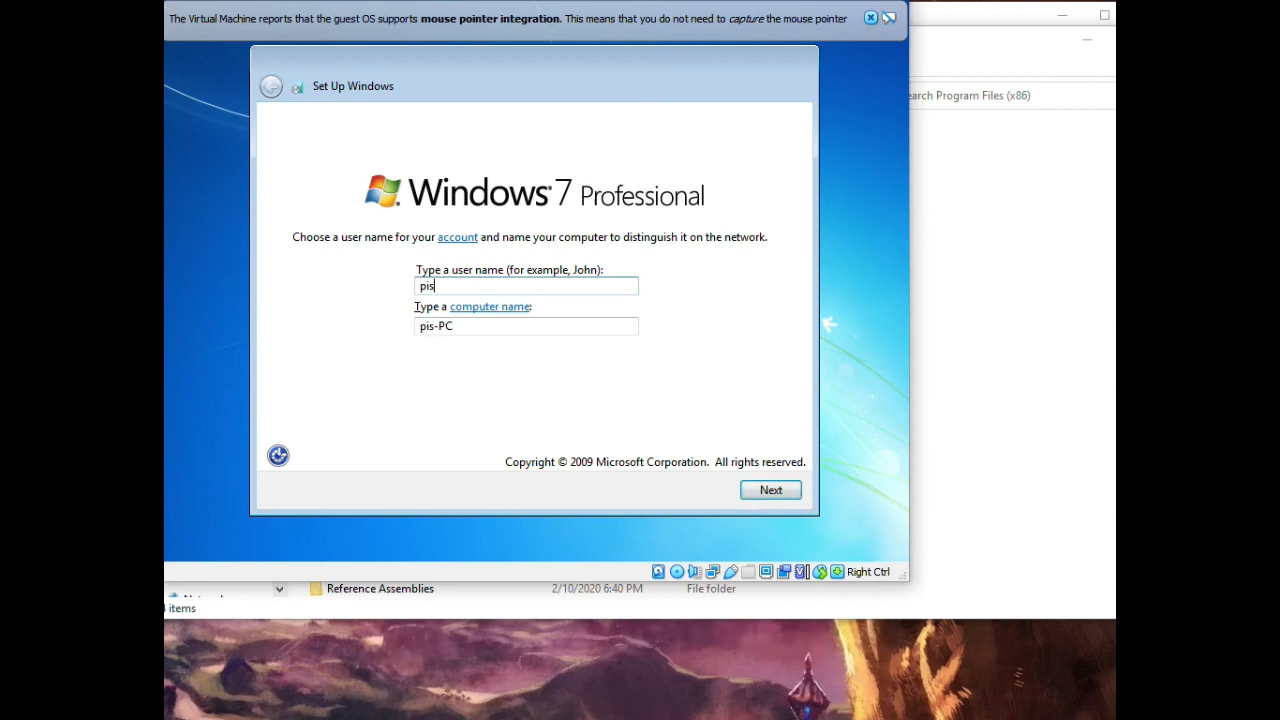 The Virtual Machine reports that the guest OS supports mouse pointer integration. This means that you do not need to capture the mouse pointer
Set Up Windows
earch Program Files (x86)
Windows 7 Professional
Choose a user name for your account and name your computer to distinguish it on the network.
Type a user name (for example, John):
pis
Type a computer name:
pis-PC
Copyright © 2009 Microsoft Corporation. All rights reserved.
Next
Right Ctrl
Reference Assemblies 2/10/2020 6:40 PM File folder
items